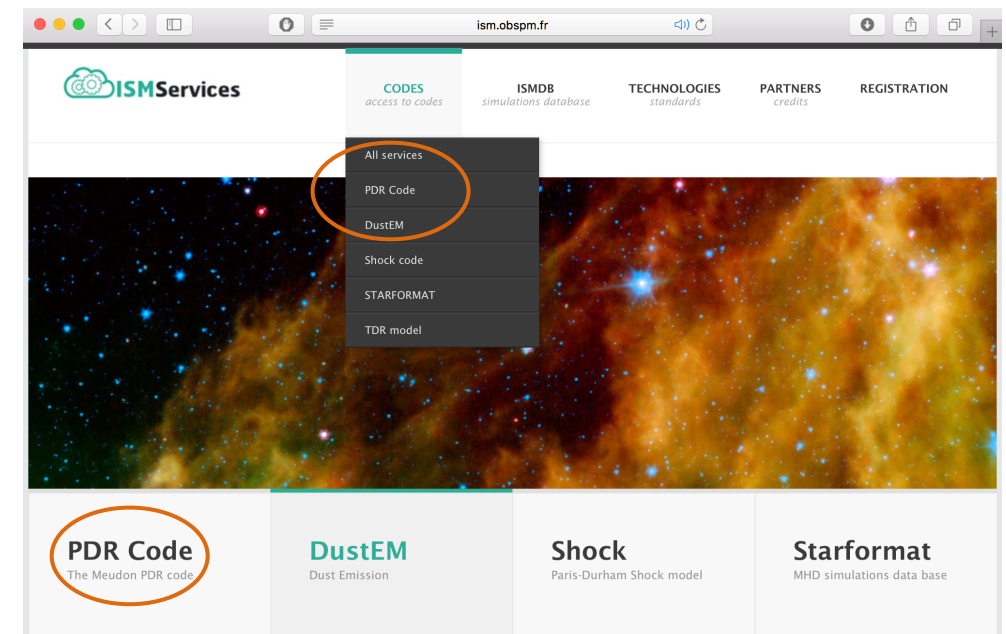 ism.obspm.fr
ISMServices
CODES
access to codes
ISMDB
simulations database
TECHNOLOGIES
standards
PARTNERS
credits
REGISTRATION
All services
PDR Code
DustEM
Shock code
STARFORMAT
TDR model
PDR Code
The Meudon PDR code
DustEM
Dust Emission
Shock
Paris-Durham Shock model
Starformat
MHD simulations data base